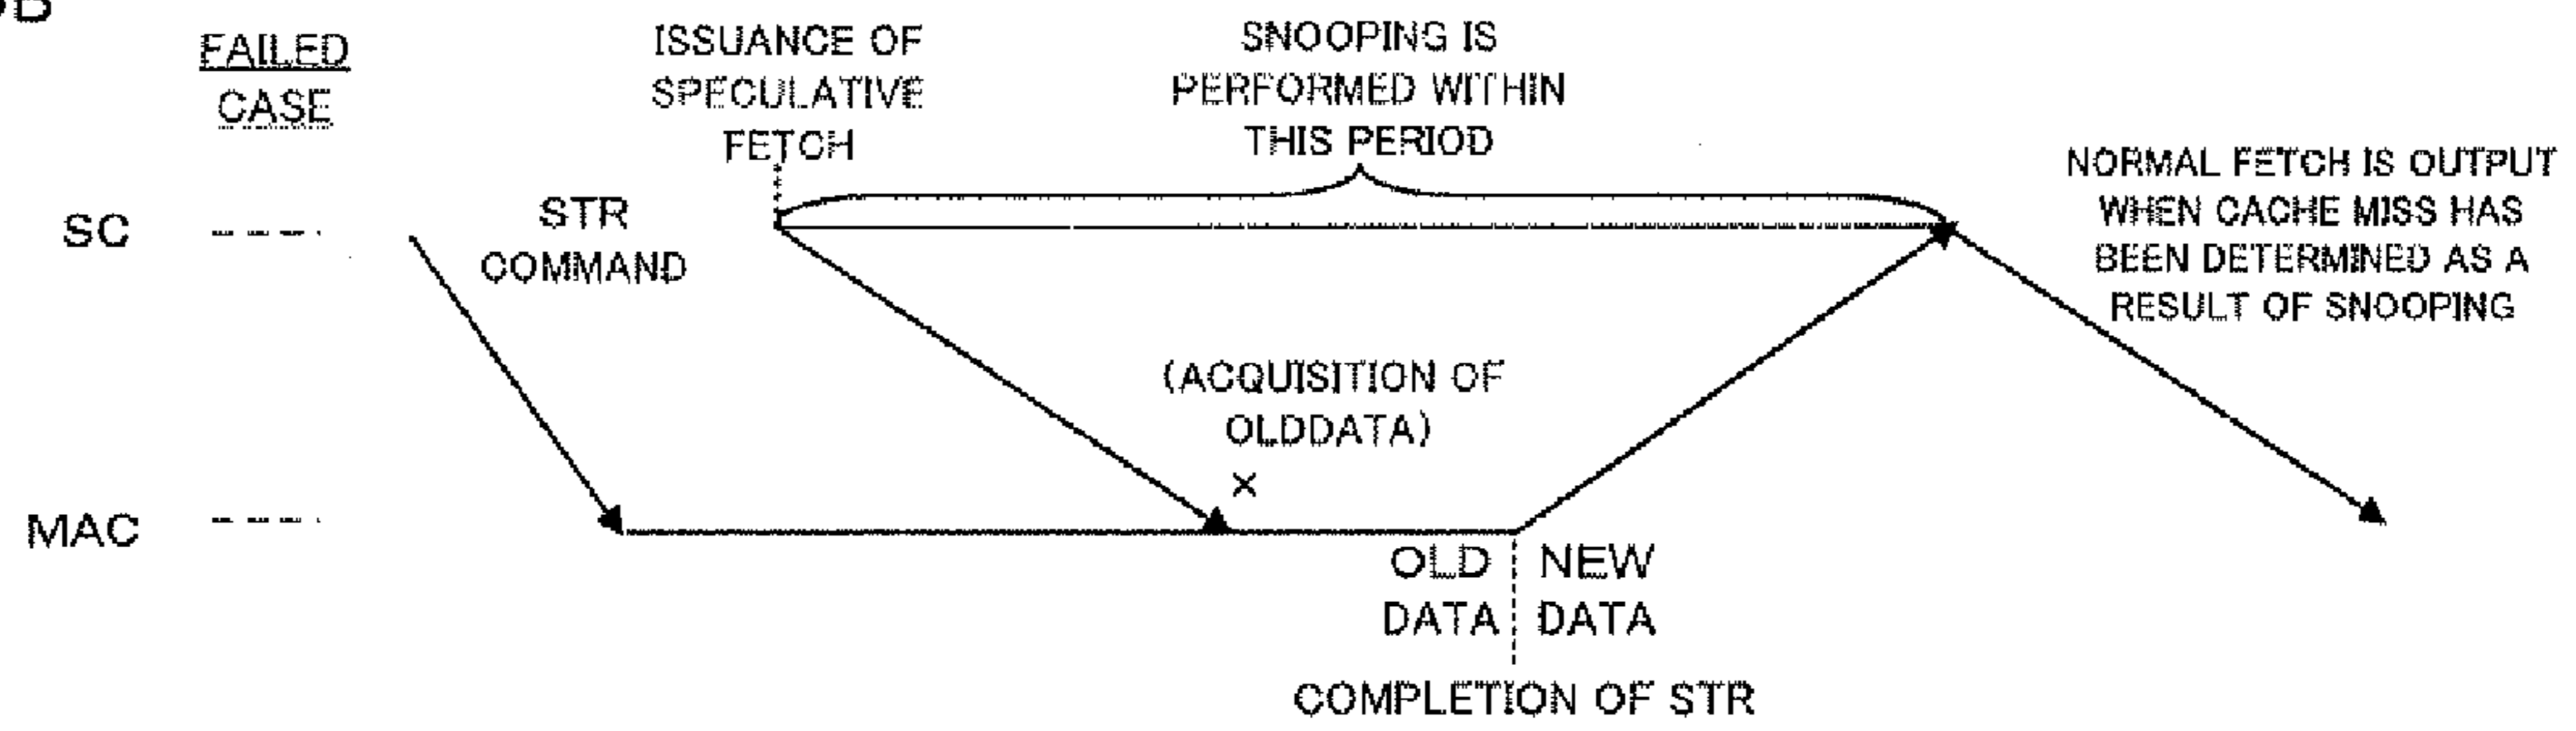 FAILED
CASE
ISSUANCE OF
SPECULATIVE
FETCH
SNOOPING IS
PERFORMED WITHIN
THIS PERIOD
NORMAL FETCH IS OUTPUT
WHEN CACHE MISS HAS
BEEN DETERMINED AS A
RESULT OF SNOOPING
SC
STR
COMMAND
(ACQUISITION OF
OLDDATA)
×
MAC
OLD
DATA
NEW
DATA
COMPLETION OF STR